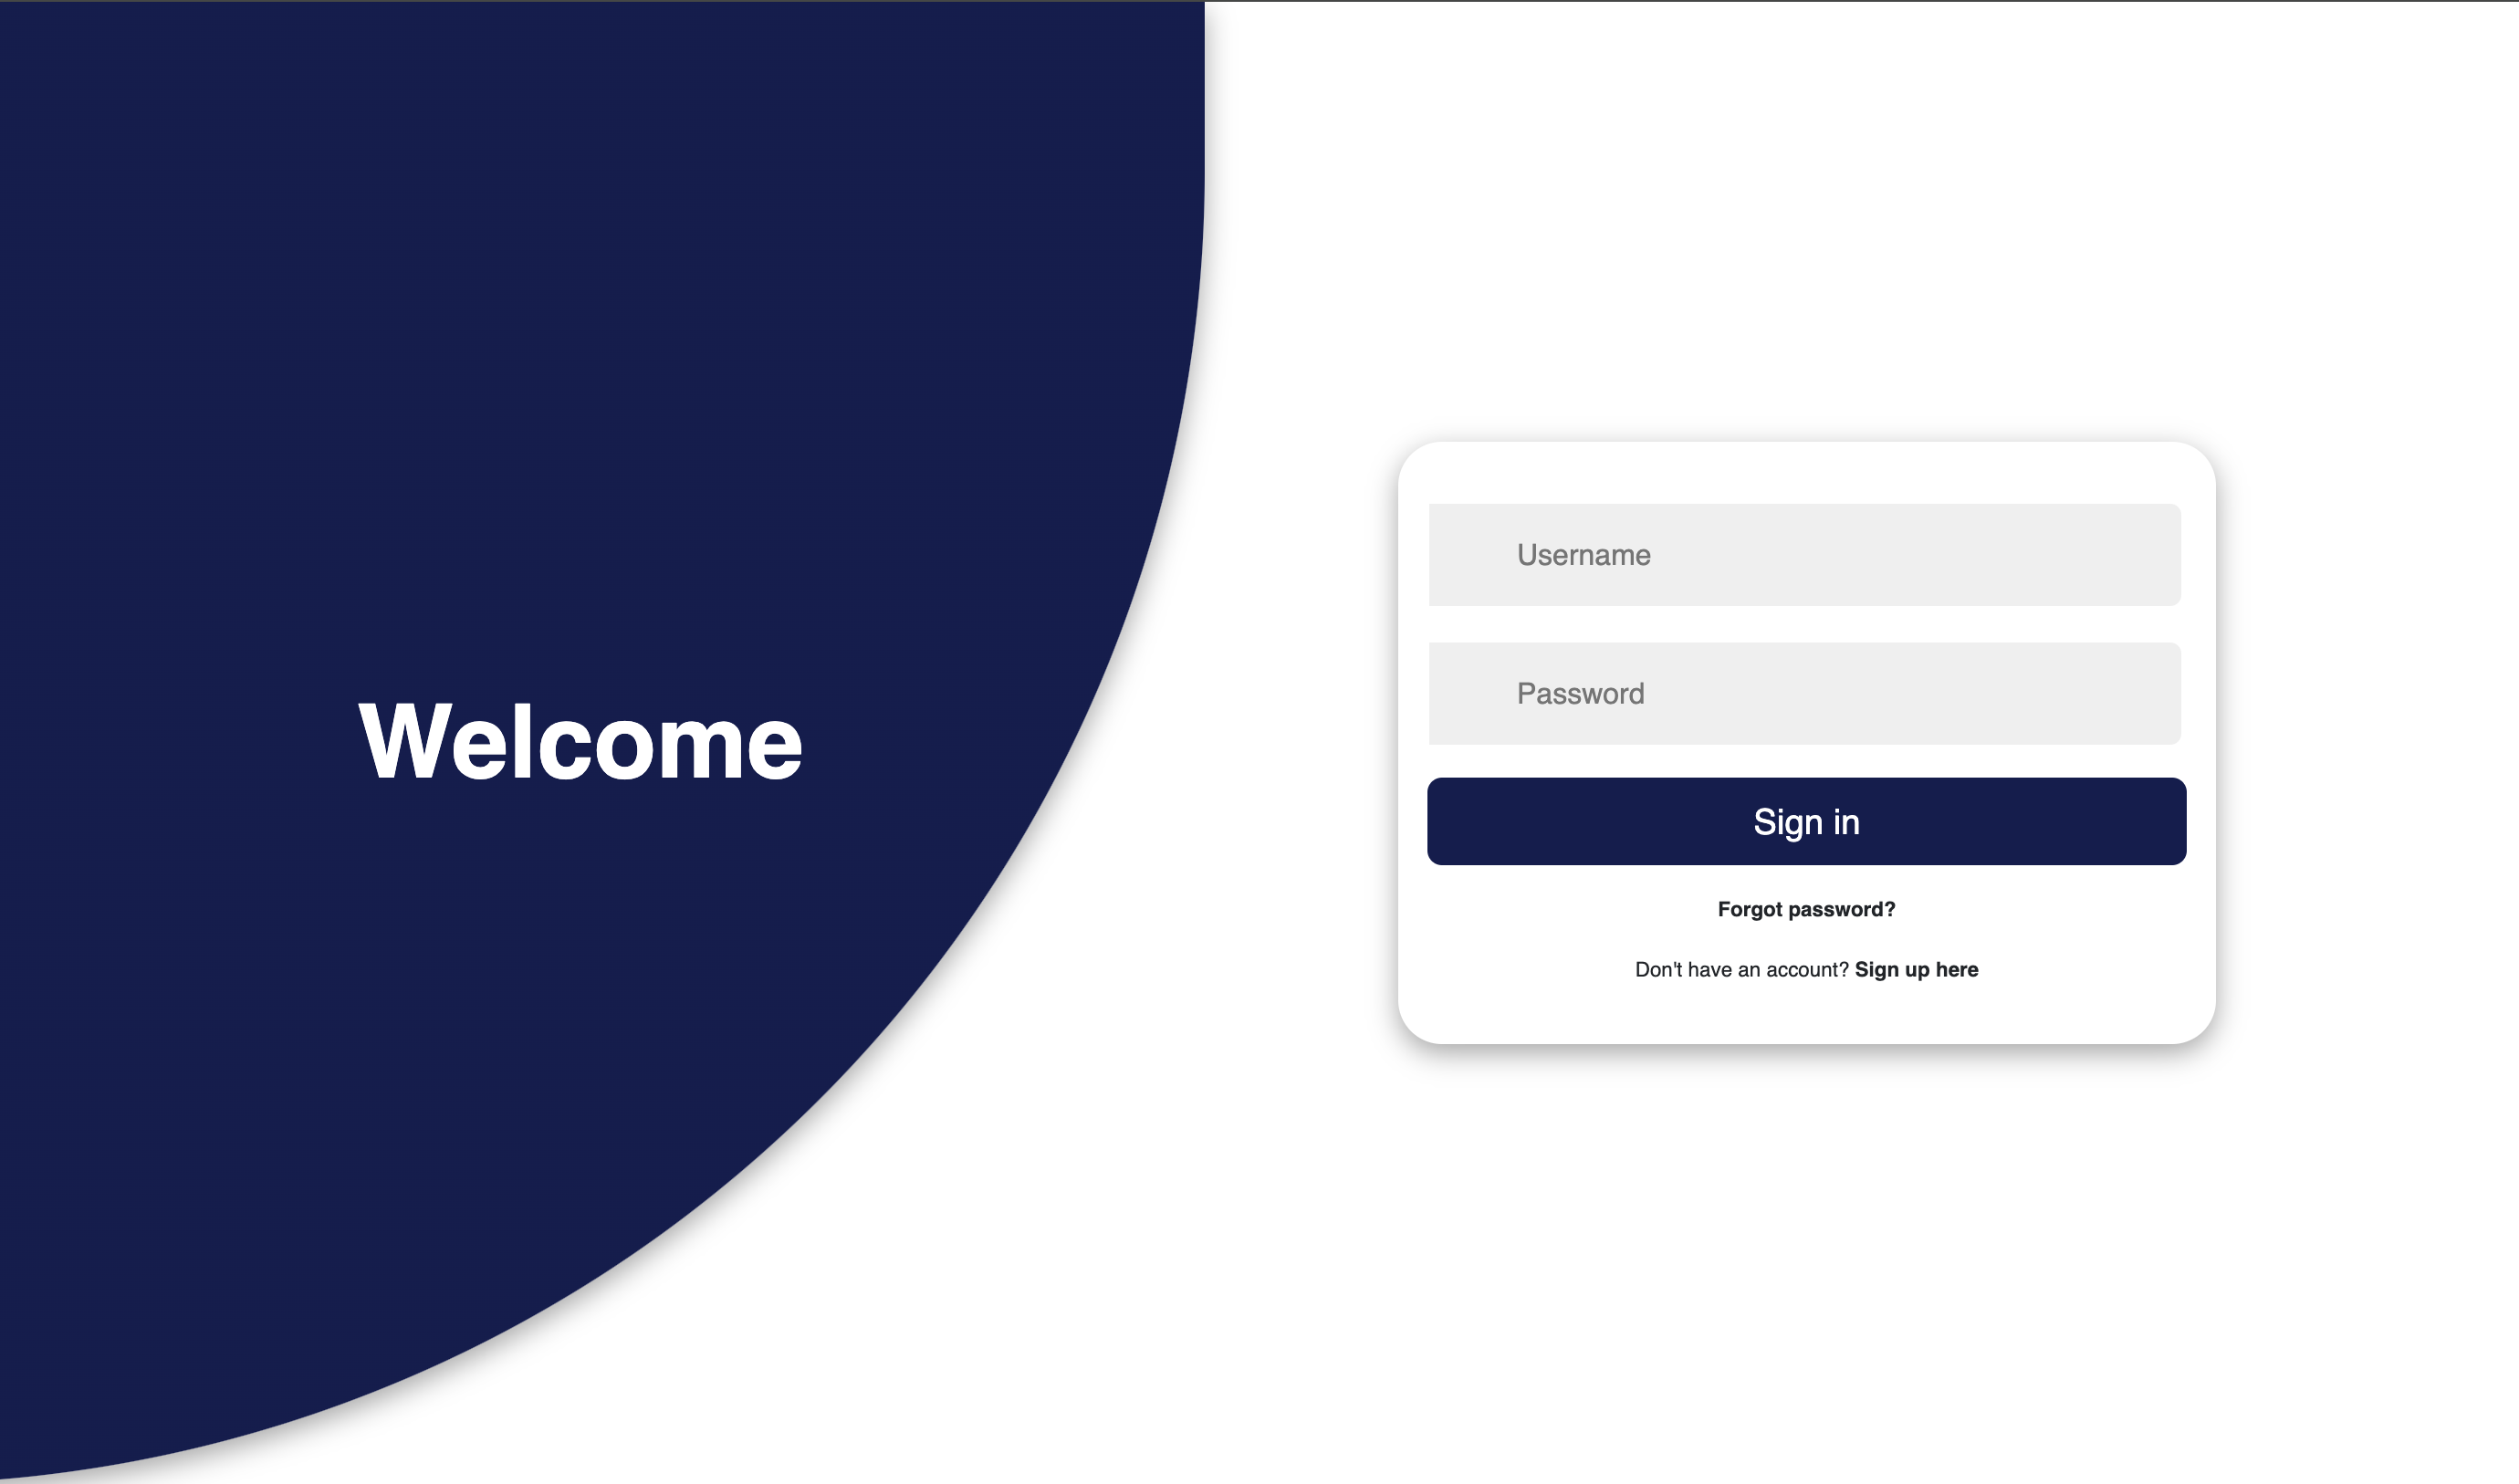 Welcome
Username
Password
Sign in
Forgot password?
Don't have an account? Sign up here